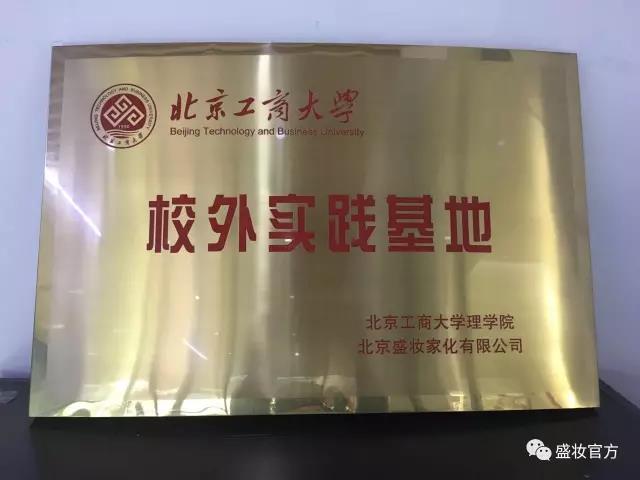 北京工商大学
Beijing Technology and Business University
校外实践基地
北京工商大学理学院
北京盛妆家化有限公司
盛妆官方